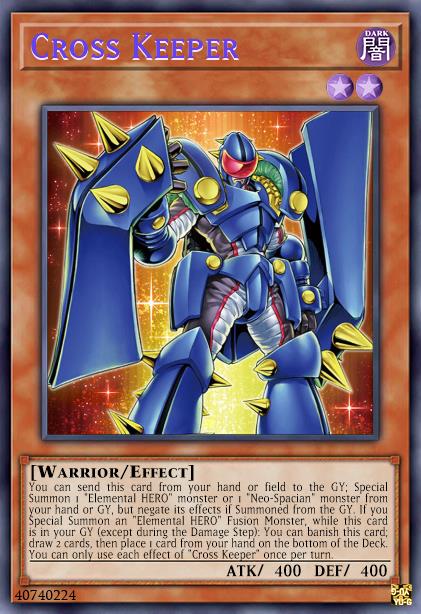 CROSS KEEPER
DARK
闇
[WARRIOR/EFFECT]
You can send this card from your hand or field to the GY; Special
Summon 1 "Elemental HERO" monster or 1 "Neo-Spacian" monster from
your hand or GY, but negate its effects if Summoned from the GY. If you
Special Summon an "Elemental HERO" Fusion Monster, while this card
is in your GY (except during the Damage Step): You can banish this card;
draw 2 cards, then place 1 card from your hand on the bottom of the Deck.
You can only use each effect of "Cross Keeper" once per turn.
ATK/ 400 DEF/ 400
40740224